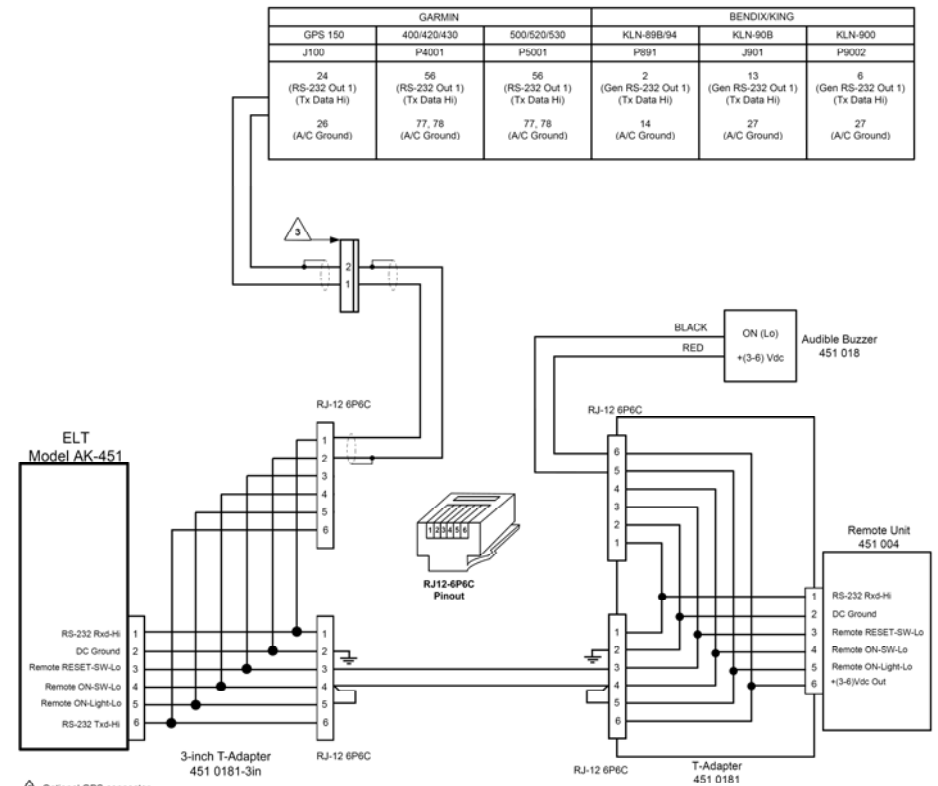 GARMIN BENDIX/KING
GPS 150 400/420/430 500/520/530 KLN-89B/94 KLN-90B KLN-900
J100 P4001 P5001 P891 J901 P9002
24 56 56 2 13 6
(RS-232 Out 1) (RS-232 Out 1) (RS-232 Out 1) (Gen RS-232 Out 1) (Gen RS-232 Out 1) (Gen RS-232 Out 1)
(Tx Data Hi) (Tx Data Hi) (Tx Data Hi) (Tx Data Hi) (Tx Data Hi) (Tx Data Hi)
26 77, 78 77, 78 14 27 27
(A/C Ground) (A/C Ground) (A/C Ground) (A/C Ground) (A/C Ground) (A/C Ground)
3
2
1
BLACK
RED
ON (Lo)
+(3-6) Vdc
Audible Buzzer
451 018
RJ-12 6P6C
1
2
3
4
5
6
RJ-12 6P6C
6
5
4
3
2
1
ELT
Model AK-451
1 2 3 4 5 6
RJ12-6P6C
Pinout
Remote Unit
451 004
RS-232 Rxd-Hi 1
DC Ground 2
Remote RESET-SW-Lo 3
Remote ON-SW-Lo 4
Remote ON-Light-Lo 5
RS-232 Txd-Hi 6
1
2
3
4
5
6
1
2
3
4
5
6
1 RS-232 Rxd-Hi
2 DC Ground
3 Remote RESET-SW-Lo
4 Remote ON-SW-Lo
5 Remote ON-Light-Lo
6 +(3-6)Vdc Out
3-inch T-Adapter
451 0181-3in
RJ-12 6P6C
RJ-12 6P6C
T-Adapter
451 0181